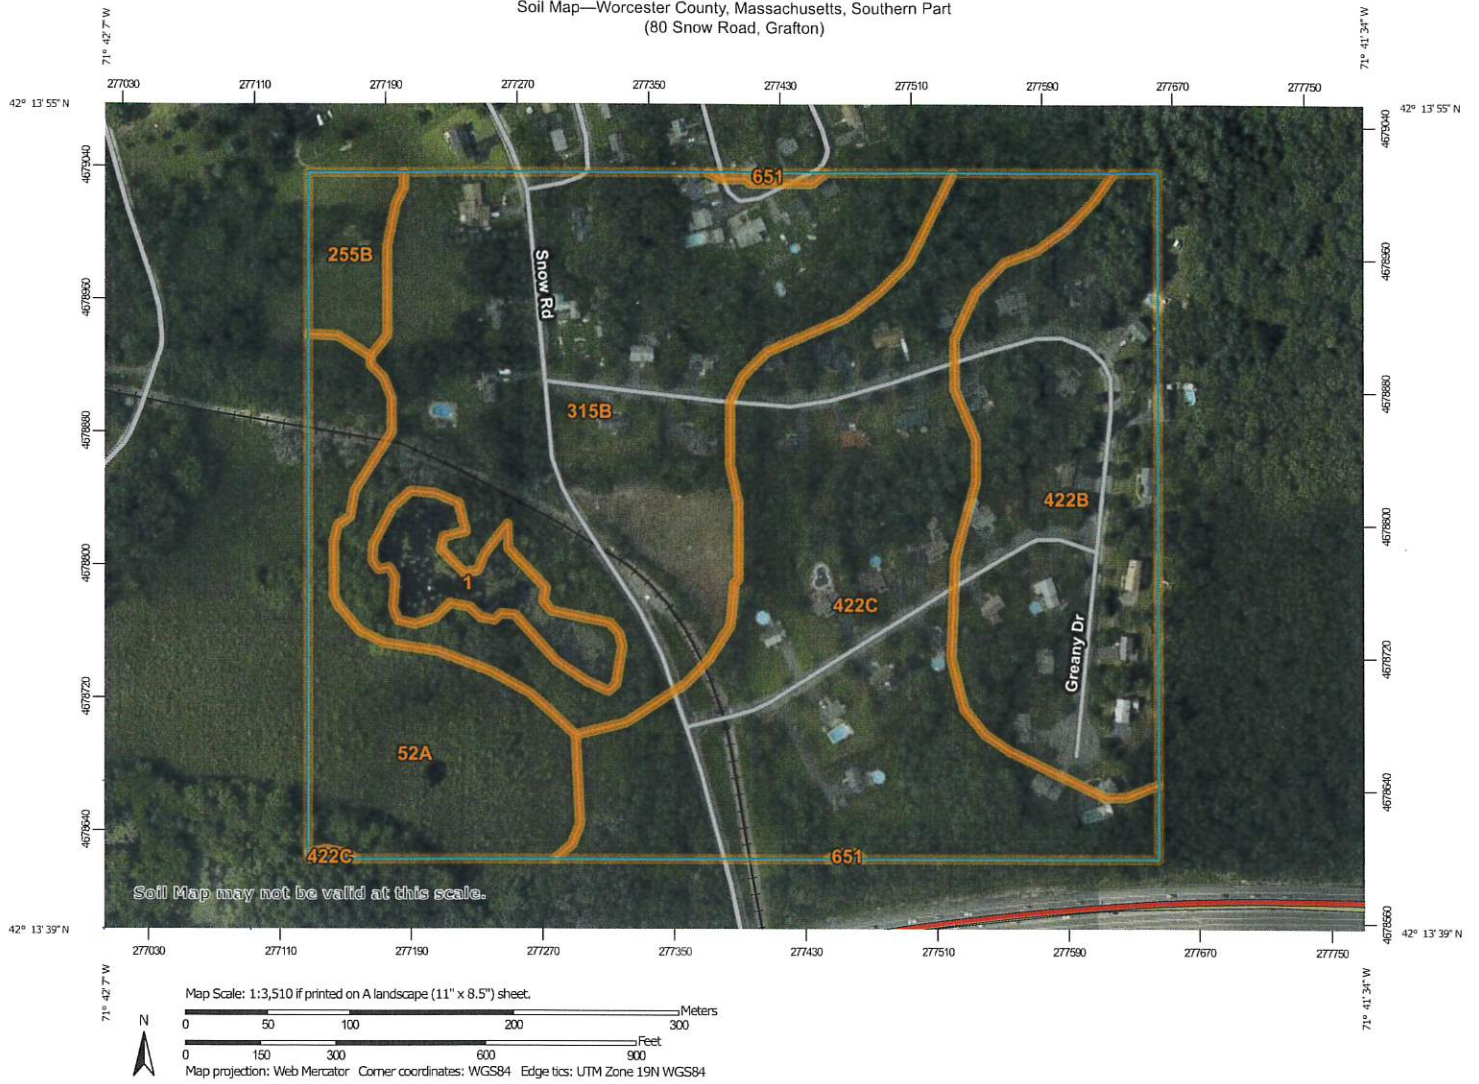 Soil Map—Worcester County, Massachusetts, Southern Part
(80 Snow Road, Grafton)
71° 42' 7" W
71° 41' 34" W
277030 277110 277190 277270 277350 277430 277510 277590 277670 277750
42° 13' 55" N
42° 13' 55" N
4679040
4679040
651
255B
4678960
4678960
Snow Rd
315B
4678880
4678880
422B
4678800
4678800
1
422C
Greany Dr
4678720
4678720
52A
4678640
4678640
422C
651
Soil Map may not be valid at this scale.
4678560
42° 13' 39" N
42° 13' 39" N
277030 277110 277190 277270 277350 277430 277510 277590 277670 277750
71° 42' 7" W
71° 41' 34" W
Map Scale: 1:3,510 if printed on A landscape (11" x 8.5") sheet.
N
Meters
0 50 100 200 300
Feet
0 150 300 600 900
Map projection: Web Mercator Corner coordinates: WGS84 Edge tics: UTM Zone 19N WGS84